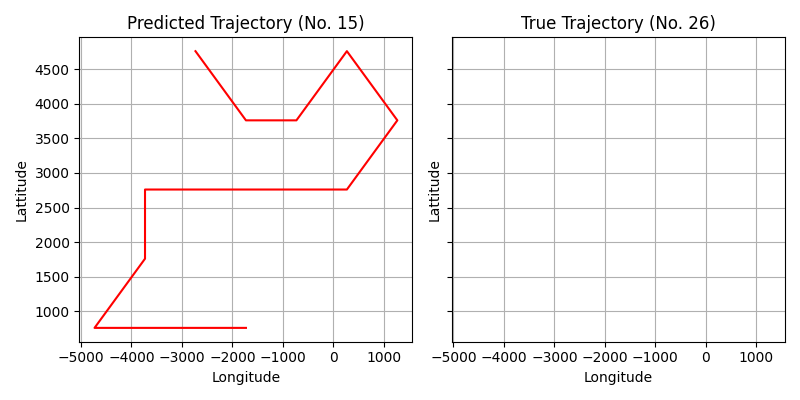 Predicted Trajectory (No. 15)
True Trajectory (No. 26)
Lattitude
4500
4000
3500
3000
2500
2000
1500
1000
−5000 −4000 −3000 −2000 −1000 0 1000
Longitude
Lattitude
−5000 −4000 −3000 −2000 −1000 0 1000
Longitude